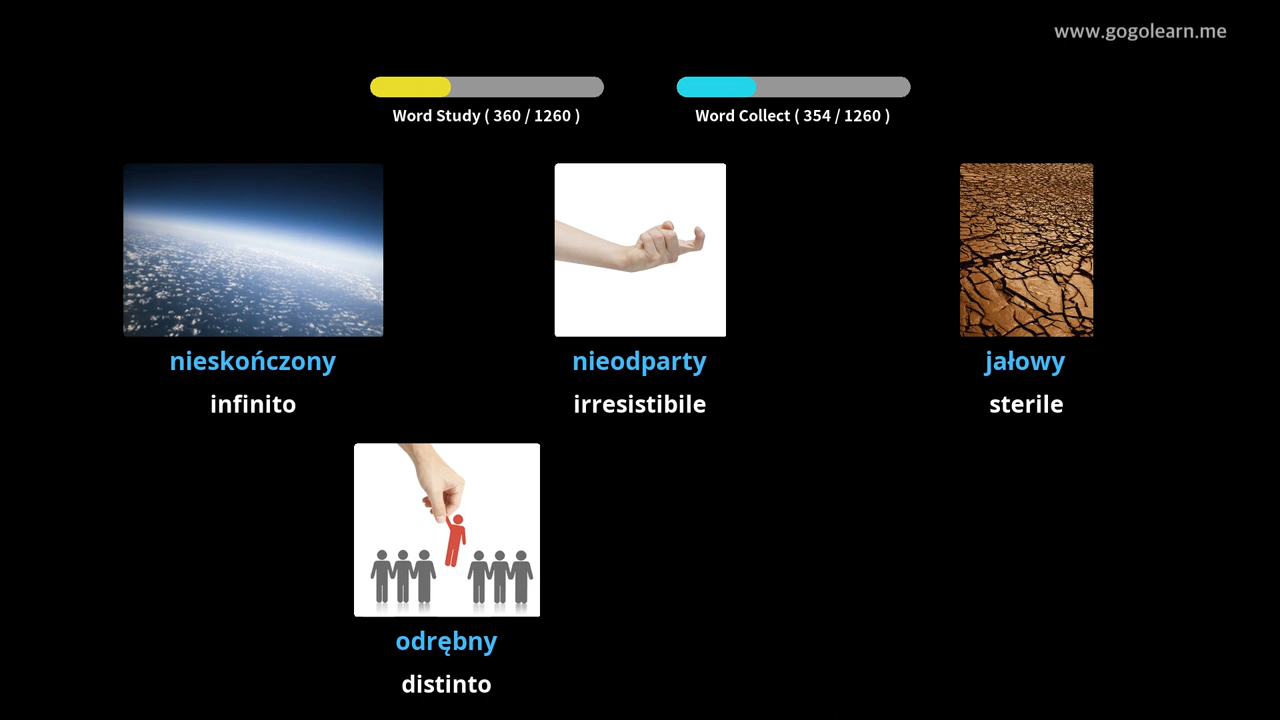 www.gogolearn.me
Word Study ( 360 / 1260 )
Word Collect ( 354 / 1260 )
nieskończony
infinito
nieodparty
irresistibile
jałowy
sterile
odrębny
distinto